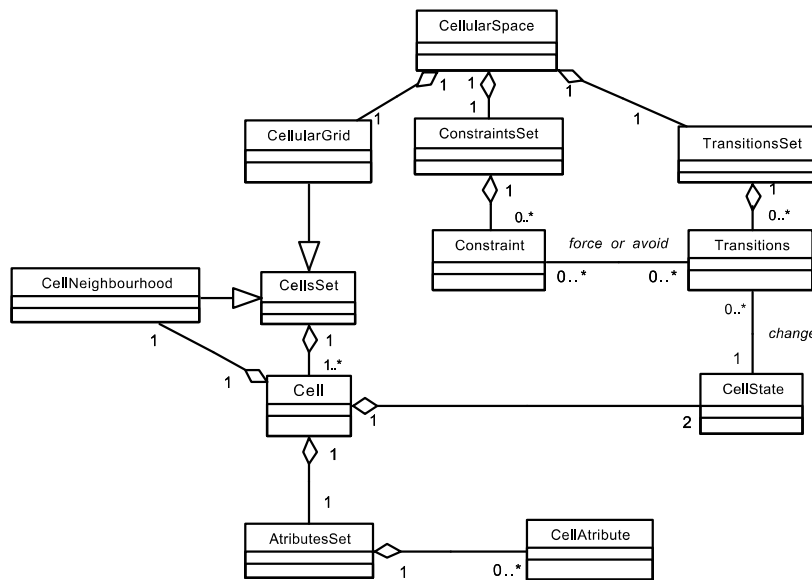 CellularSpace
1
1
1
1
1
1
CellularGrid
ConstraintsSet
TransitionsSet
1
1
0..*
0..*
Constraint
force or avoid
Transitions
0..*
0..*
CellNeighbourhood
CellsSet
0..*
change
1
1
1
1..*
1
Cell
CellState
1
2
1
1
AtributesSet
CellAtribute
1
0..*